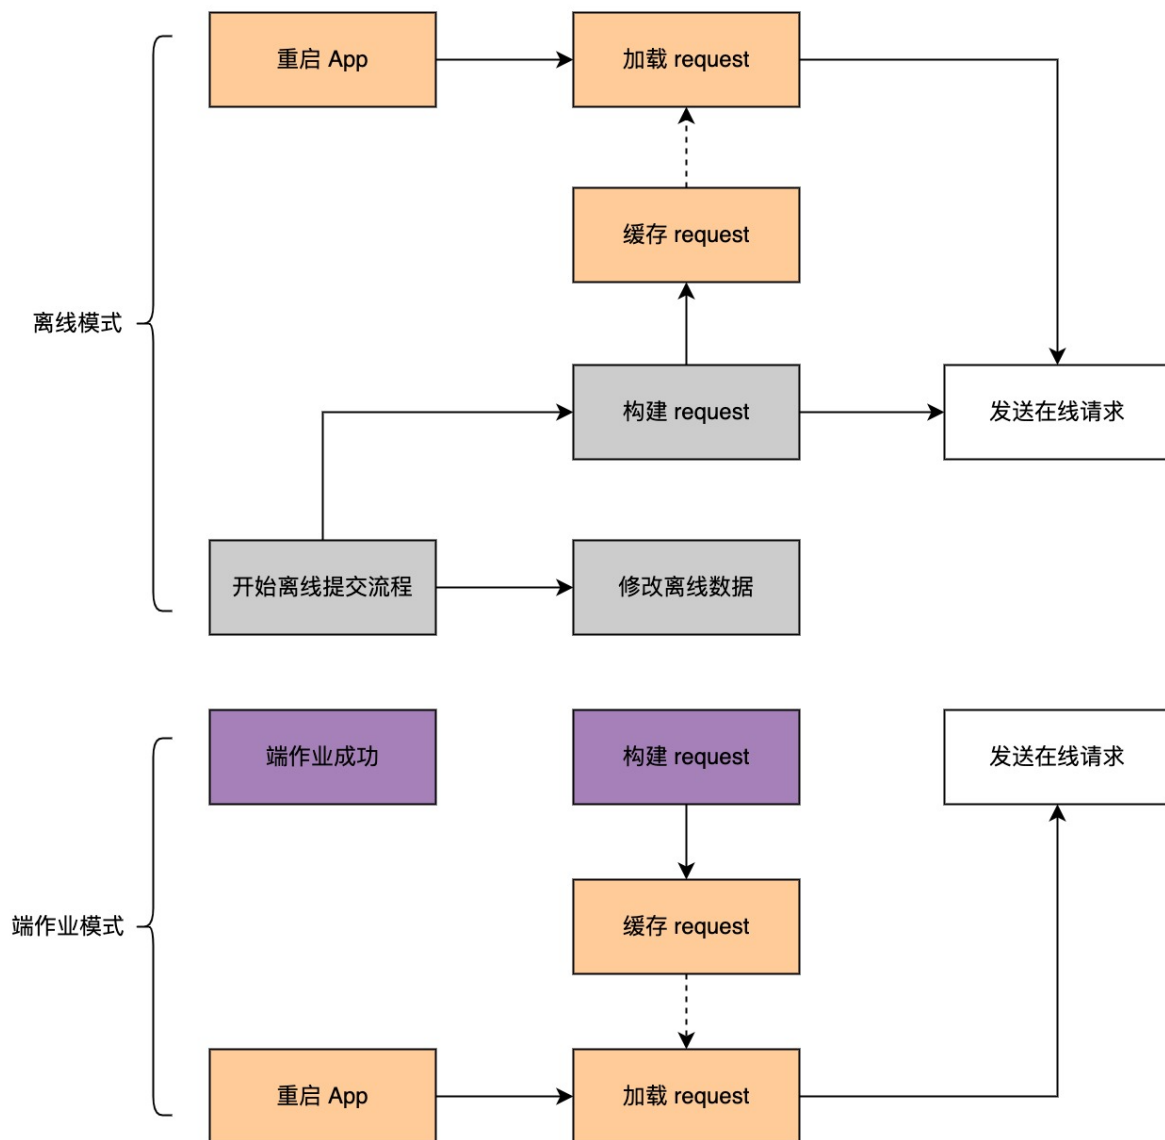 重启 App
加载 request
缓存 request
离线模式
构建 request
发送在线请求
开始离线提交流程
修改离线数据
端作业成功
构建 request
发送在线请求
端作业模式
缓存 request
重启 App
加载 request